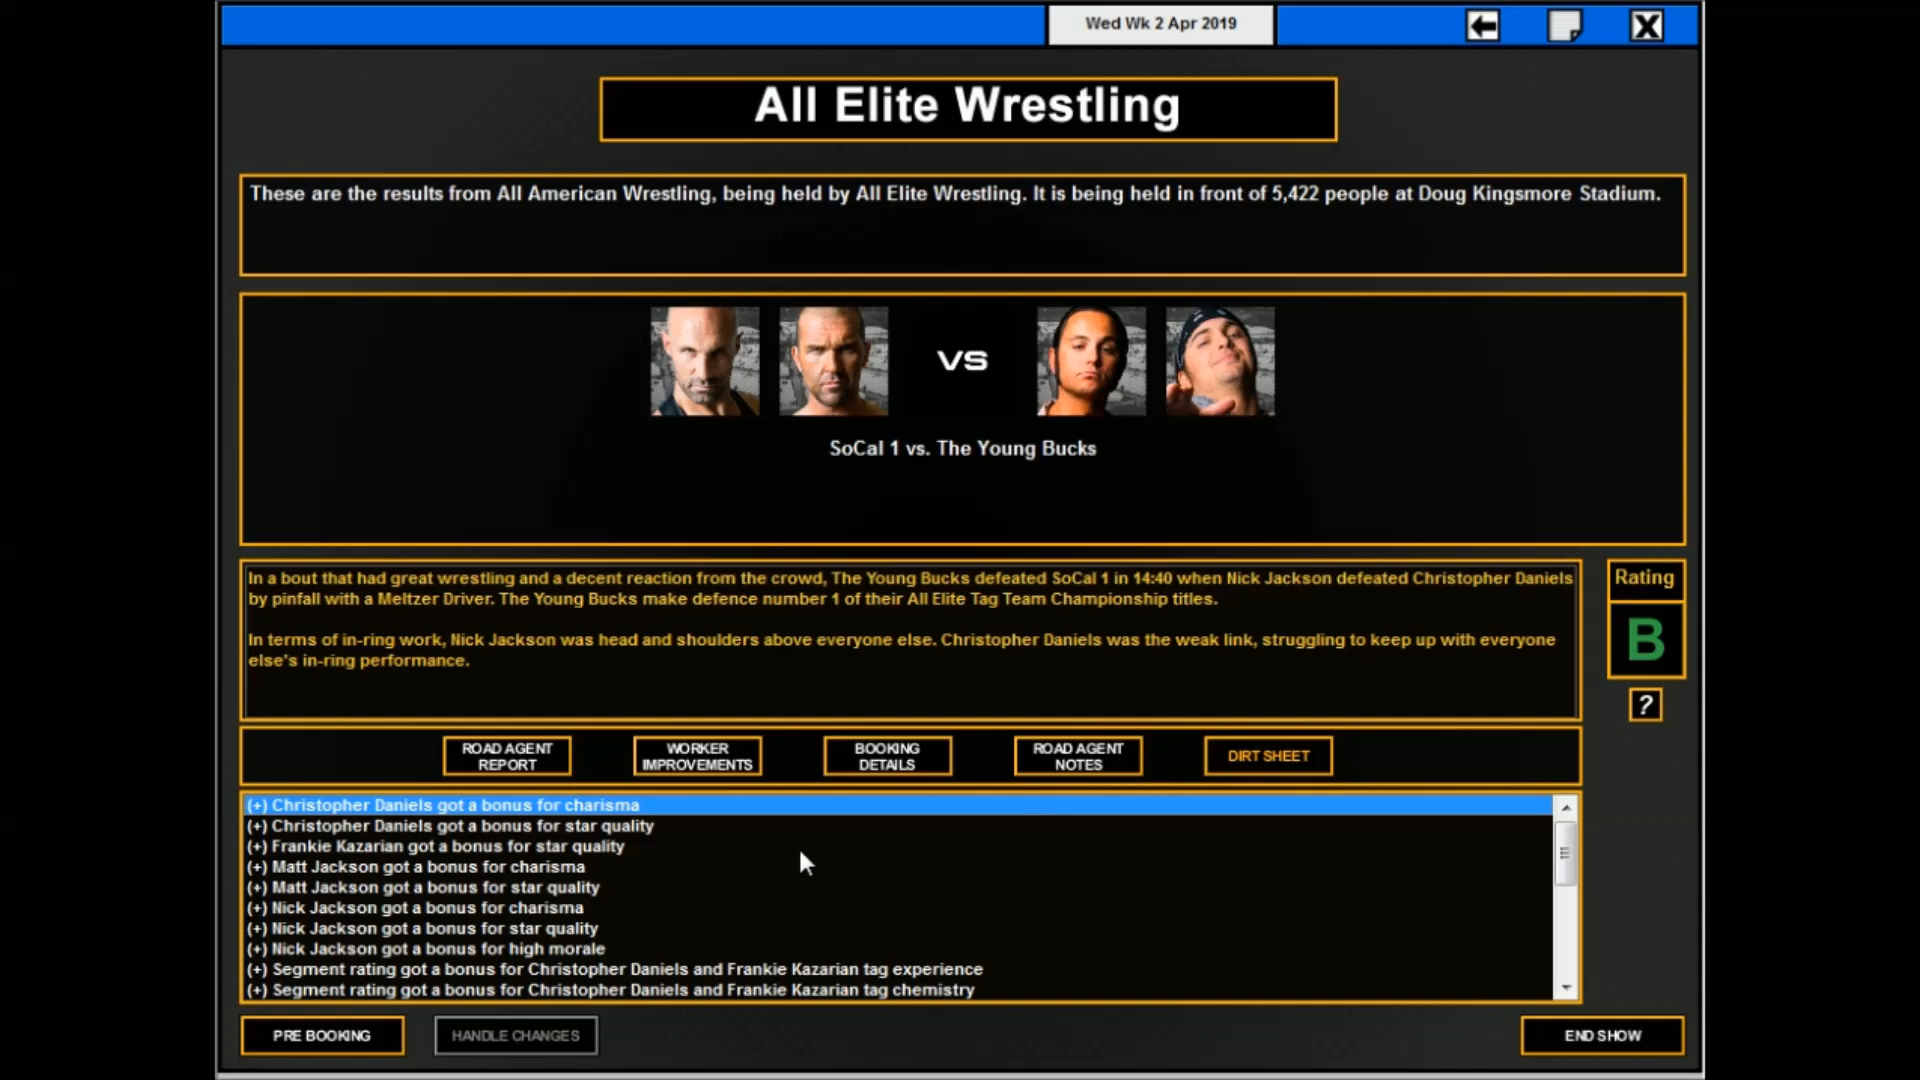 Wed Wk 2 Apr 2019
All Elite Wrestling
These are the results from All American Wrestling, being held by All Elite Wrestling. It is being held in front of 5,422 people at Doug Kingsmore Stadium.
VS
SoCal 1 vs. The Young Bucks
In a bout that had great wrestling and a decent reaction from the crowd, The Young Bucks defeated SoCal 1 in 14:40 when Nick Jackson defeated Christopher Daniels
by pinfall with a Meltzer Driver. The Young Bucks make defence number 1 of their All Elite Tag Team Championship titles.
In terms of in-ring work, Nick Jackson was head and shoulders above everyone else. Christopher Daniels was the weak link, struggling to keep up with everyone
else's in-ring performance.
Rating
B
?
ROAD AGENT
REPORT
WORKER
IMPROVEMENTS
BOOKING
DETAILS
ROAD AGENT
NOTES
DIRT SHEET
(+) Christopher Daniels got a bonus for charisma
(+) Christopher Daniels got a bonus for star quality
(+) Frankie Kazarian got a bonus for star quality
(+) Matt Jackson got a bonus for charisma
(+) Matt Jackson got a bonus for star quality
(+) Nick Jackson got a bonus for charisma
(+) Nick Jackson got a bonus for star quality
(+) Nick Jackson got a bonus for high morale
(+) Segment rating got a bonus for Christopher Daniels and Frankie Kazarian tag experience
(+) Segment rating got a bonus for Christopher Daniels and Frankie Kazarian tag chemistry
PRE BOOKING
HANDLE CHANGES
END SHOW